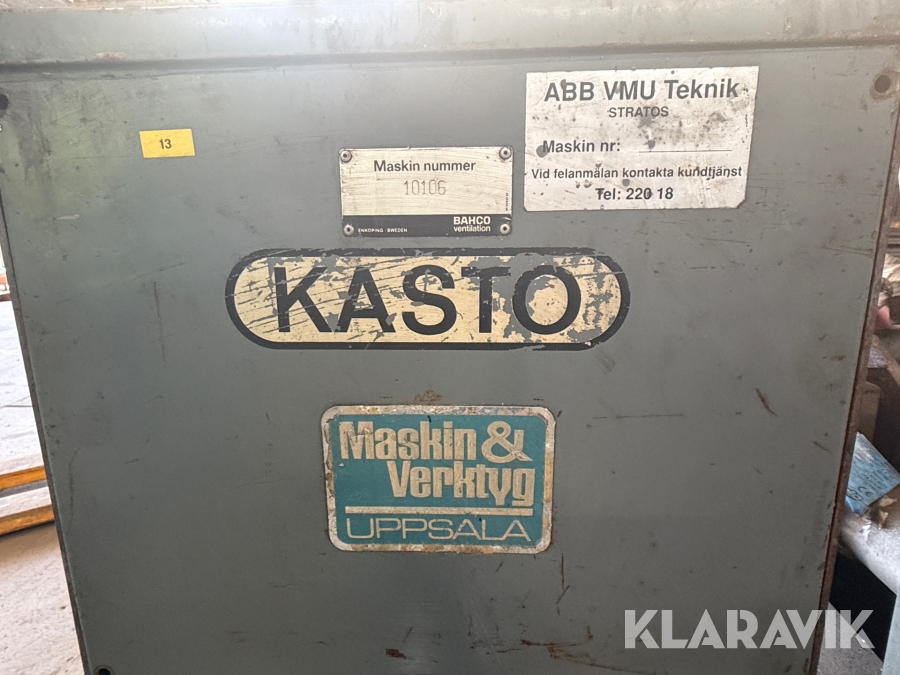 ABB VMU Teknik
STRATOS
Maskin nr:
Vid felanmälan kontakta kundtjänst
Tel: 220 18
13
Maskin nummer
10106
BAHCO
ventilation
ENKÖPING SWEDEN
KASTO
Maskin &
Verktyg
UPPSALA
KLARAVIK